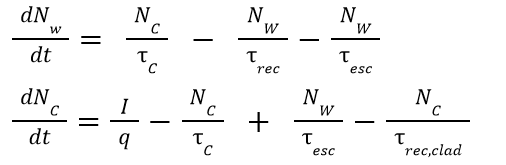 dN_w/dt = N_C/τ_C − N_W/τ_rec − N_W/τ_esc
dN_C/dt = I/q − N_C/τ_C + N_W/τ_esc − N_C/τ_rec,clad